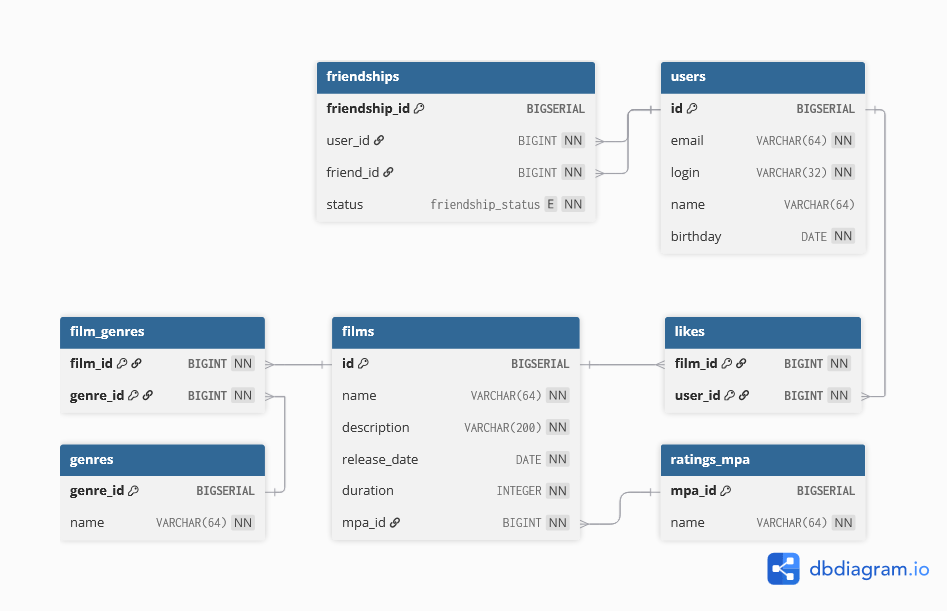 friendships
friendship_id BIGSERIAL
user_id BIGINT NN
friend_id BIGINT NN
status friendship_status E NN
users
id BIGSERIAL
email VARCHAR(64) NN
login VARCHAR(32) NN
name VARCHAR(64)
birthday DATE NN
film_genres
film_id BIGINT NN
genre_id BIGINT NN
films
id BIGSERIAL
name VARCHAR(64) NN
description VARCHAR(200) NN
release_date DATE NN
duration INTEGER NN
mpa_id BIGINT NN
likes
film_id BIGINT NN
user_id BIGINT NN
genres
genre_id BIGSERIAL
name VARCHAR(64) NN
ratings_mpa
mpa_id BIGSERIAL
name VARCHAR(64) NN
dbdiagram.io